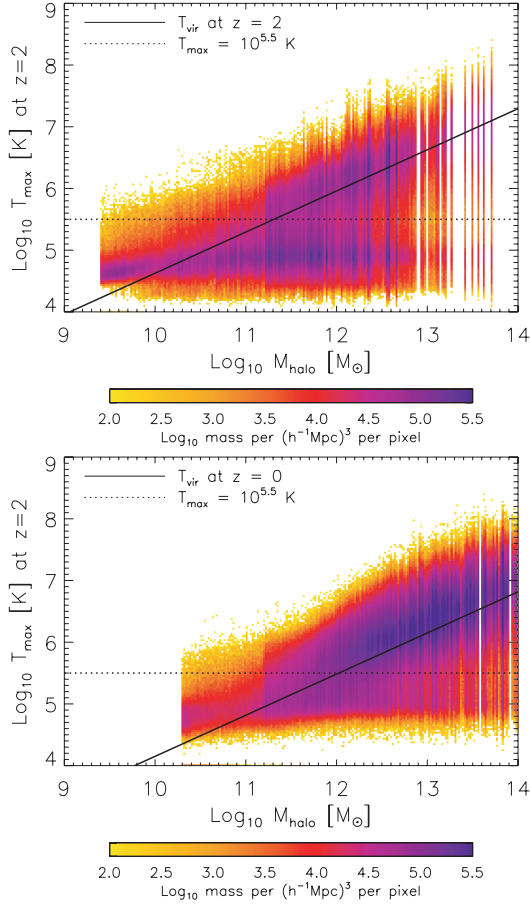 T_vir at z = 2
T_max = 10^5.5 K
Log₁₀ T_max [K] at z=2
9
8
7
6
5
4
9 10 11 12 13 14
Log₁₀ M_halo [M_⊙]
2.0 2.5 3.0 3.5 4.0 4.5 5.0 5.5
Log₁₀ mass per (h⁻¹Mpc)³ per pixel
T_vir at z = 0
T_max = 10^5.5 K
Log₁₀ T_max [K] at z=2
9
8
7
6
5
4
9 10 11 12 13 14
Log₁₀ M_halo [M_⊙]
2.0 2.5 3.0 3.5 4.0 4.5 5.0 5.5
Log₁₀ mass per (h⁻¹Mpc)³ per pixel